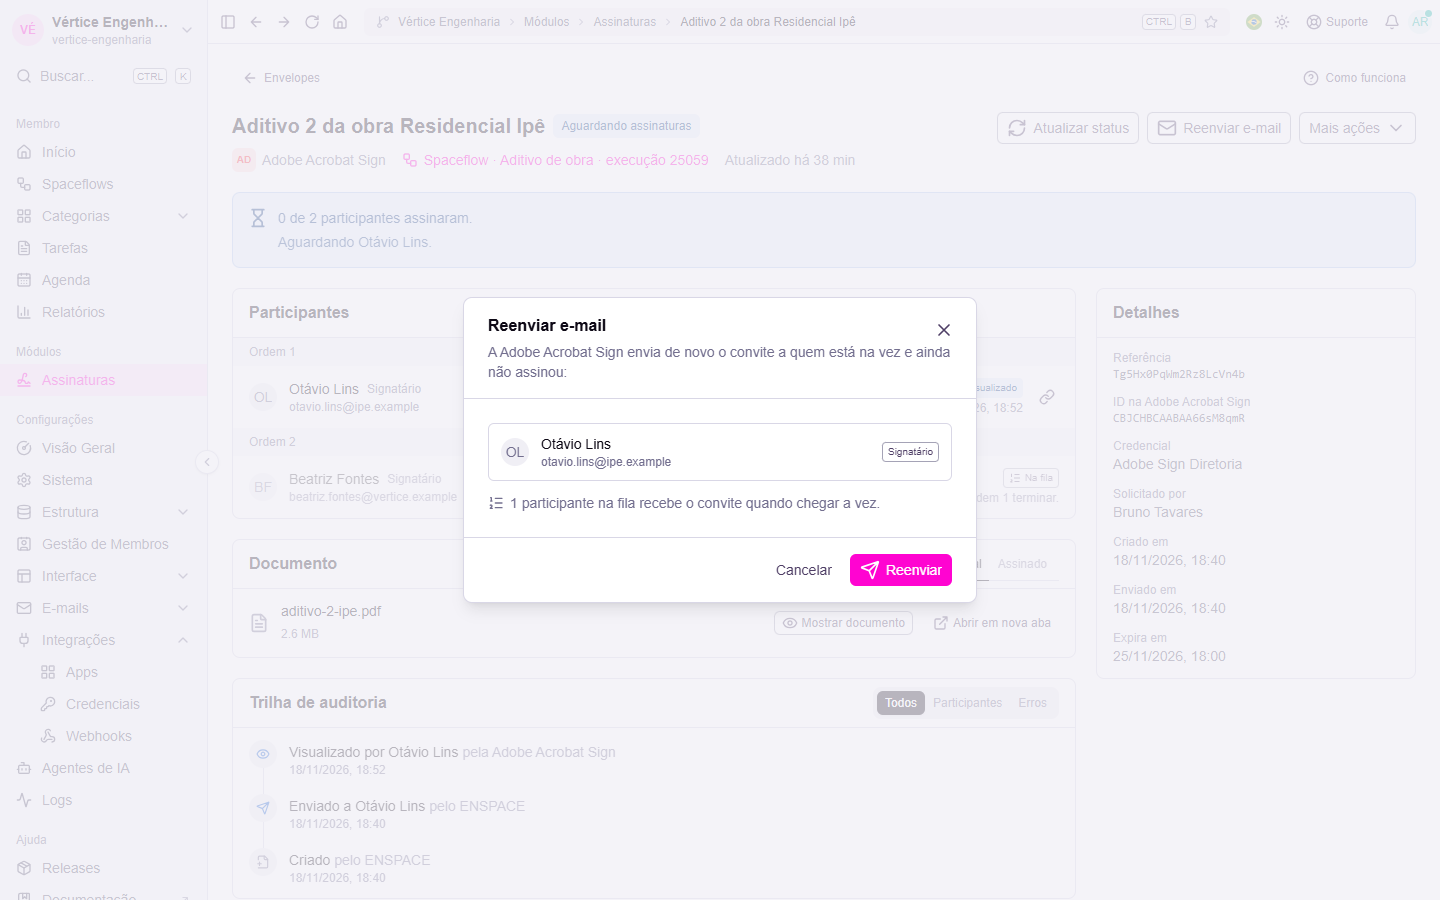 VÉ
Vértice Engenh...
vertice-engenharia
Buscar...
CTRL K
Membro
Início
Spaceflows
Categorias
Tarefas
Agenda
Relatórios
Módulos
Assinaturas
Configurações
Visão Geral
Sistema
Estrutura
Gestão de Membros
Interface
E-mails
Integrações
Apps
Credenciais
Webhooks
Agentes de IA
Logs
Ajuda
Releases
Documentação
Vértice Engenharia
Módulos
Assinaturas
Aditivo 2 da obra Residencial Ipê
CTRL B
Suporte
AR
Envelopes
Como funciona
Aditivo 2 da obra Residencial Ipê
Aguardando assinaturas
Atualizar status
Reenviar e-mail
Mais ações
AD Adobe Acrobat Sign
Spaceflow · Aditivo de obra · execução 25059
Atualizado há 38 min
0 de 2 participantes assinaram.
Aguardando Otávio Lins.
Participantes
Ordem 1
OL
Otávio Lins Signatário
otavio.lins@ipe.example
18:52
Ordem 2
BF
Beatriz Fontes Signatário
beatriz.fontes@vertice.example
Na fila
1 terminar.
Reenviar e-mail
A Adobe Acrobat Sign envia de novo o convite a quem está na vez e ainda
não assinou:
OL
Otávio Lins
otavio.lins@ipe.example
Signatário
1 participante na fila recebe o convite quando chegar a vez.
Cancelar
Reenviar
Documento
Assinado
aditivo-2-ipe.pdf
2.6 MB
Mostrar documento
Abrir em nova aba
Trilha de auditoria
Todos
Participantes
Erros
Visualizado por Otávio Lins pela Adobe Acrobat Sign
18/11/2026, 18:52
Enviado a Otávio Lins pelo ENSPACE
18/11/2026, 18:40
Criado pelo ENSPACE
18/11/2026, 18:40
Detalhes
Referência
Tg5Hx0PqWm2Rz8LcVn4b
ID na Adobe Acrobat Sign
CBJCHBCAABAA66sM8qmR
Credencial
Adobe Sign Diretoria
Solicitado por
Bruno Tavares
Criado em
18/11/2026, 18:40
Enviado em
18/11/2026, 18:40
Expira em
25/11/2026, 18:00